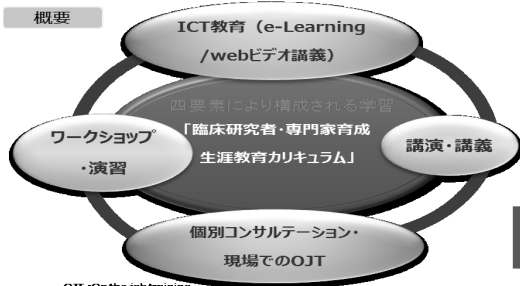 概要
ICT教育（e-Learning
/webビデオ講義）
四要素により構成される学習
「臨床研究者・専門家育成
生涯教育カリキュラム」
ワークショップ
・演習
講演・講義
個別コンサルテーション・
現場でのOJT